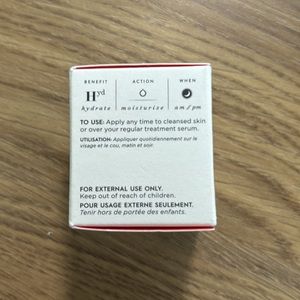 BENEFIT ACTION WHEN
Hyd
hydrate moisturize am/pm
TO USE: Apply any time to cleansed skin
or over your regular treatment serum.
UTILISATION: Appliquer quotidiennement sur le
visage et le cou, matin et soir.
FOR EXTERNAL USE ONLY.
Keep out of reach of children.
POUR USAGE EXTERNE SEULEMENT.
Tenir hors de portée des enfants.